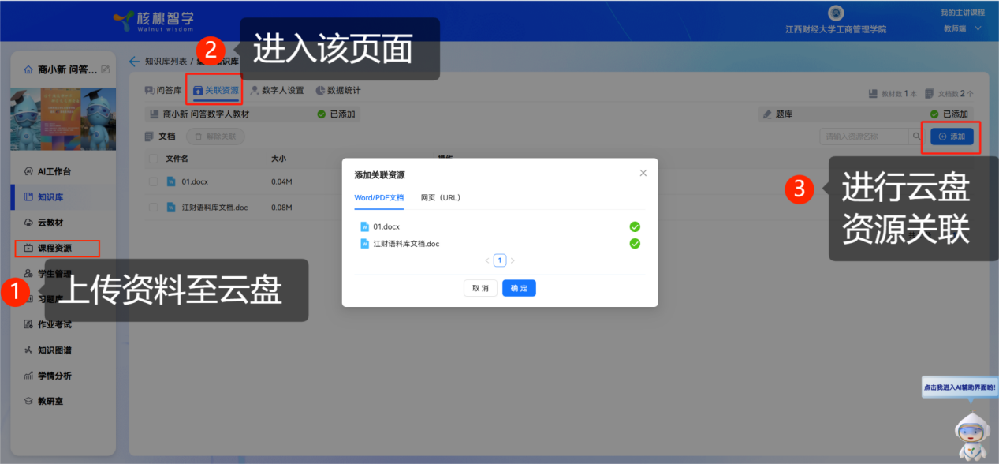 核桃智学
Walnut wisdom
江西财经大学工商管理学院
我的主讲课程
教师端
商小新 问答...
AI工作台
知识库
云教材
课程资源
学生管理
习题库
作业考试
知识图谱
学情分析
教研室
1
上传资料至云盘
知识库列表 /
知识库
2
进入该页面
问答库
关联资源
数字人设置
数据统计
教材数 1 本
文档数 2 个
商小新 问答数字人教材
已添加
题库
已添加
文档
解除关联
请输入资源名称
添加
文件名
大小
操作
01.docx
0.04M
江财语料库文档.doc
0.08M
3
进行云盘
资源关联
添加关联资源
Word/PDF文档
网页（URL）
01.docx
江财语料库文档.doc
1
取 消
确 定
点击我进入AI辅助界面哟!